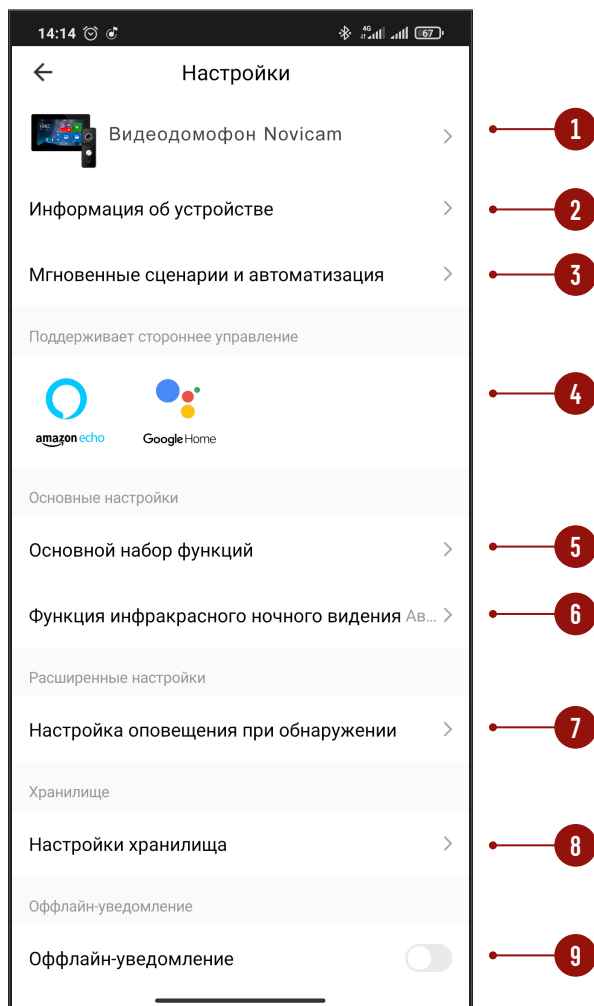 14:14 4G 67
Настройки
Видеодомофон Novicam 1
Информация об устройстве 2
Мгновенные сценарии и автоматизация 3
Поддерживает стороннее управление
amazon echo Google Home 4
Основные настройки
Основной набор функций 5
Функция инфракрасного ночного видения Ав... 6
Расширенные настройки
Настройка оповещения при обнаружении 7
Хранилище
Настройки хранилища 8
Оффлайн-уведомление
Оффлайн-уведомление 9